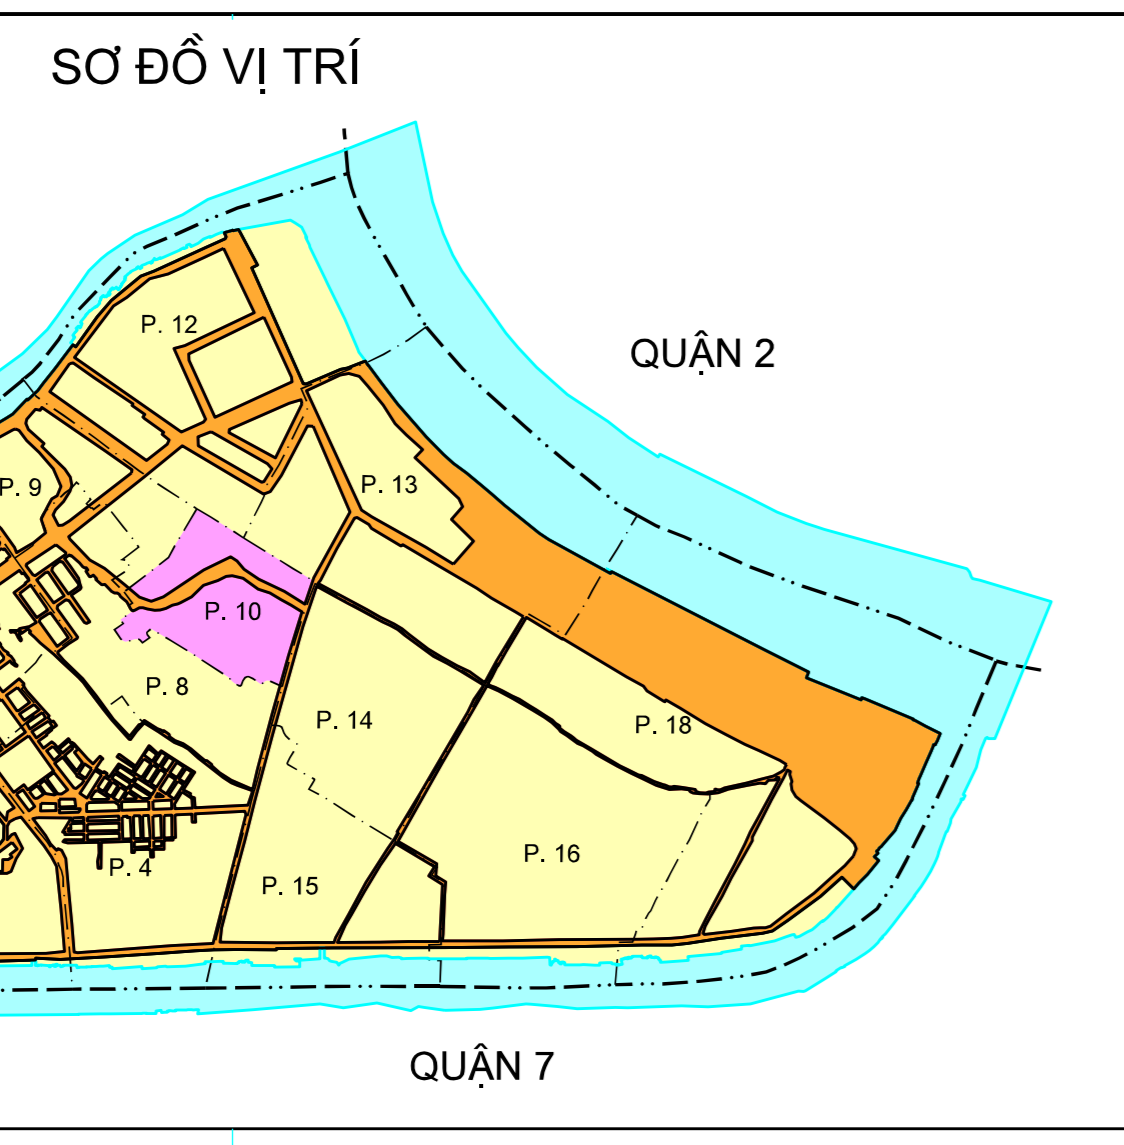 SƠ ĐỒ VỊ TRÍ
P. 12
QUẬN 2
P. 9
P. 13
P. 10
P. 8
P. 14
P. 18
P. 16
P. 4
P. 15
QUẬN 7